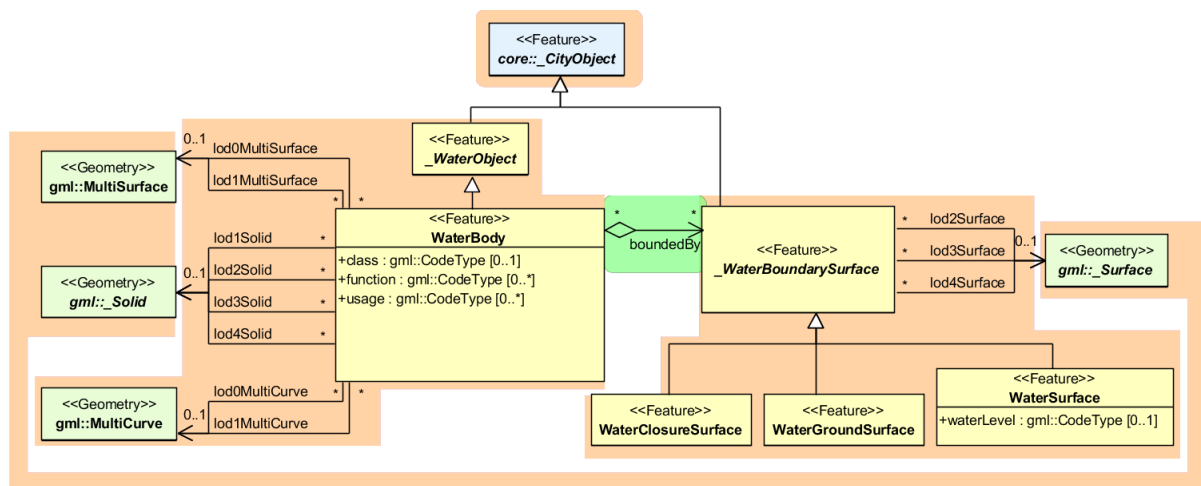 <<Feature>>
core::_CityObject
<<Feature>>
_WaterObject
<<Geometry>>
gml::MultiSurface
0..1
lod0MultiSurface
lod1MultiSurface
*
*
<<Feature>>
WaterBody
+class : gml::CodeType [0..1]
+function : gml::CodeType [0..*]
+usage : gml::CodeType [0..*]
*
*
boundedBy
<<Feature>>
_WaterBoundarySurface
*
lod2Surface
*
lod3Surface
*
lod4Surface
0..1
<<Geometry>>
gml::_Surface
<<Geometry>>
gml::_Solid
0..1
lod1Solid
*
lod2Solid
*
lod3Solid
*
lod4Solid
*
<<Geometry>>
gml::MultiCurve
0..1
lod0MultiCurve
lod1MultiCurve
*
*
<<Feature>>
WaterClosureSurface
<<Feature>>
WaterGroundSurface
<<Feature>>
WaterSurface
+waterLevel : gml::CodeType [0..1]